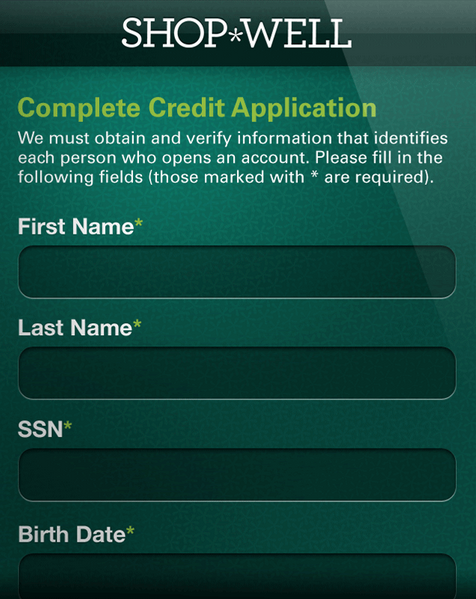 SHOP*WELL
Complete Credit Application
We must obtain and verify information that identifies
each person who opens an account. Please fill in the
following fields (those marked with * are required).
First Name*
Last Name*
SSN*
Birth Date*